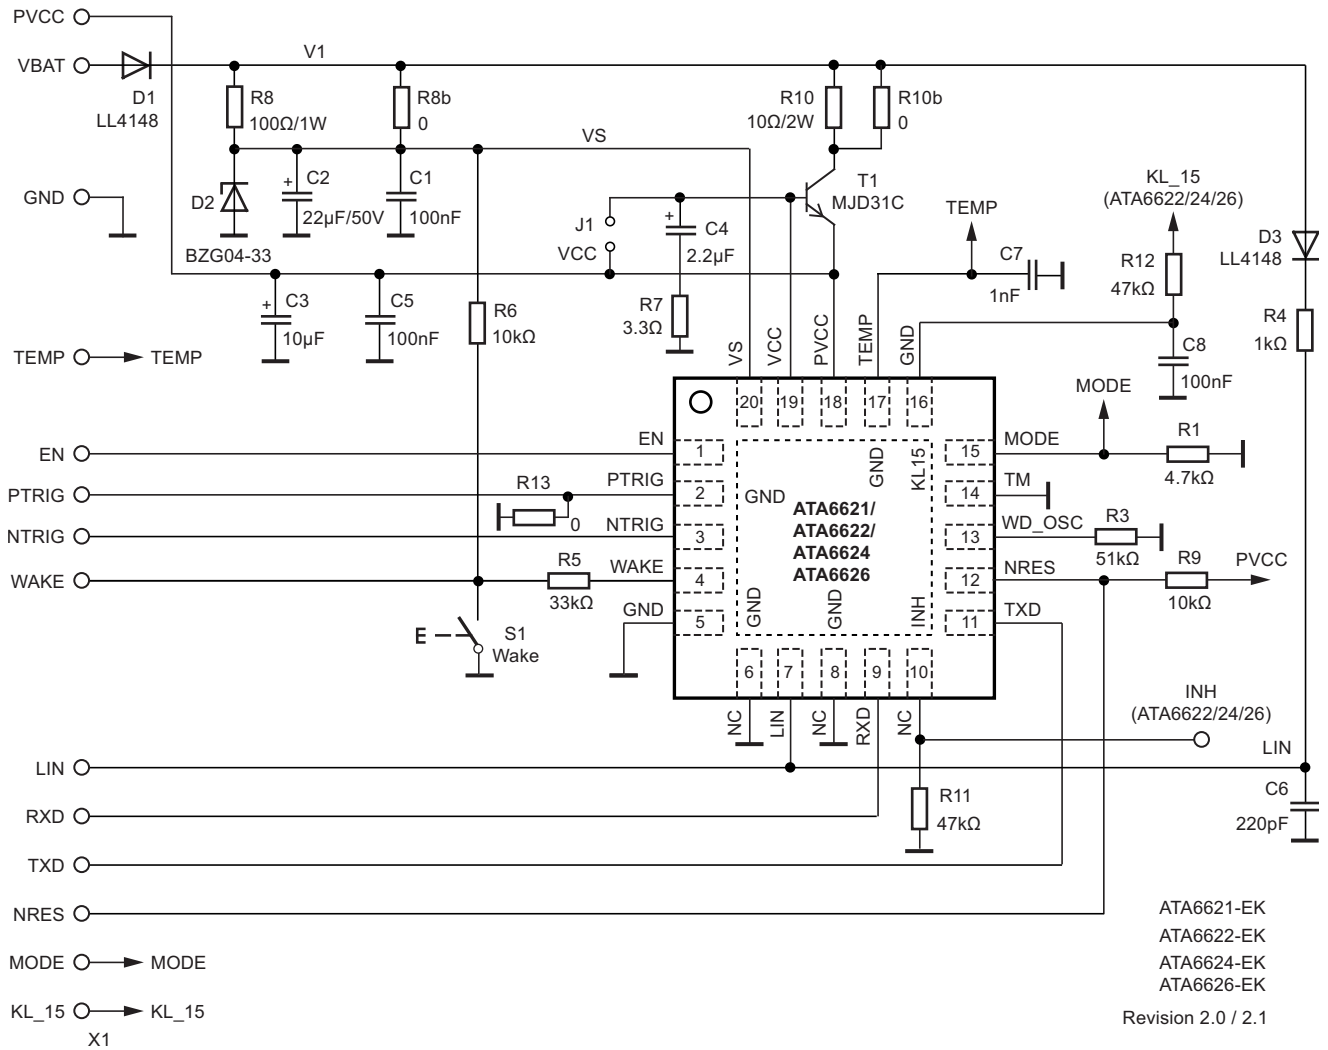 PVCC
VBAT
D1
LL4148
V1
R8
100Ω/1W
R8b
0
VS
R10
10Ω/2W
R10b
0
GND
D2
BZG04-33
+
C2
22µF/50V
C1
100nF
J1
VCC
+
C4
2.2µF
T1
MJD31C
TEMP
KL_15
(ATA6622/24/26)
D3
LL4148
C7
1nF
R12
47kΩ
+
C3
10µF
C5
100nF
R6
10kΩ
R7
3.3Ω
R4
1kΩ
C8
100nF
TEMP
TEMP
VS
VCC
PVCC
TEMP
GND
20
19
18
17
16
MODE
EN
EN
1
GND
KL15
15
MODE
R1
4.7kΩ
PTRIG
R13
0
PTRIG
2
GND
14
TM
ATA6621/
ATA6622/
ATA6624
ATA6626
NTRIG
NTRIG
3
13
WD_OSC
R3
51kΩ
WAKE
R5
33kΩ
WAKE
4
12
NRES
R9
10kΩ
PVCC
GND
5
GND
GND
INH
11
TXD
E
S1
Wake
6
7
8
9
10
NC
LIN
NC
RXD
NC
INH
(ATA6622/24/26)
LIN
LIN
R11
47kΩ
C6
220pF
RXD
TXD
NRES
MODE
MODE
KL_15
KL_15
X1
ATA6621-EK
ATA6622-EK
ATA6624-EK
ATA6626-EK
Revision 2.0 / 2.1